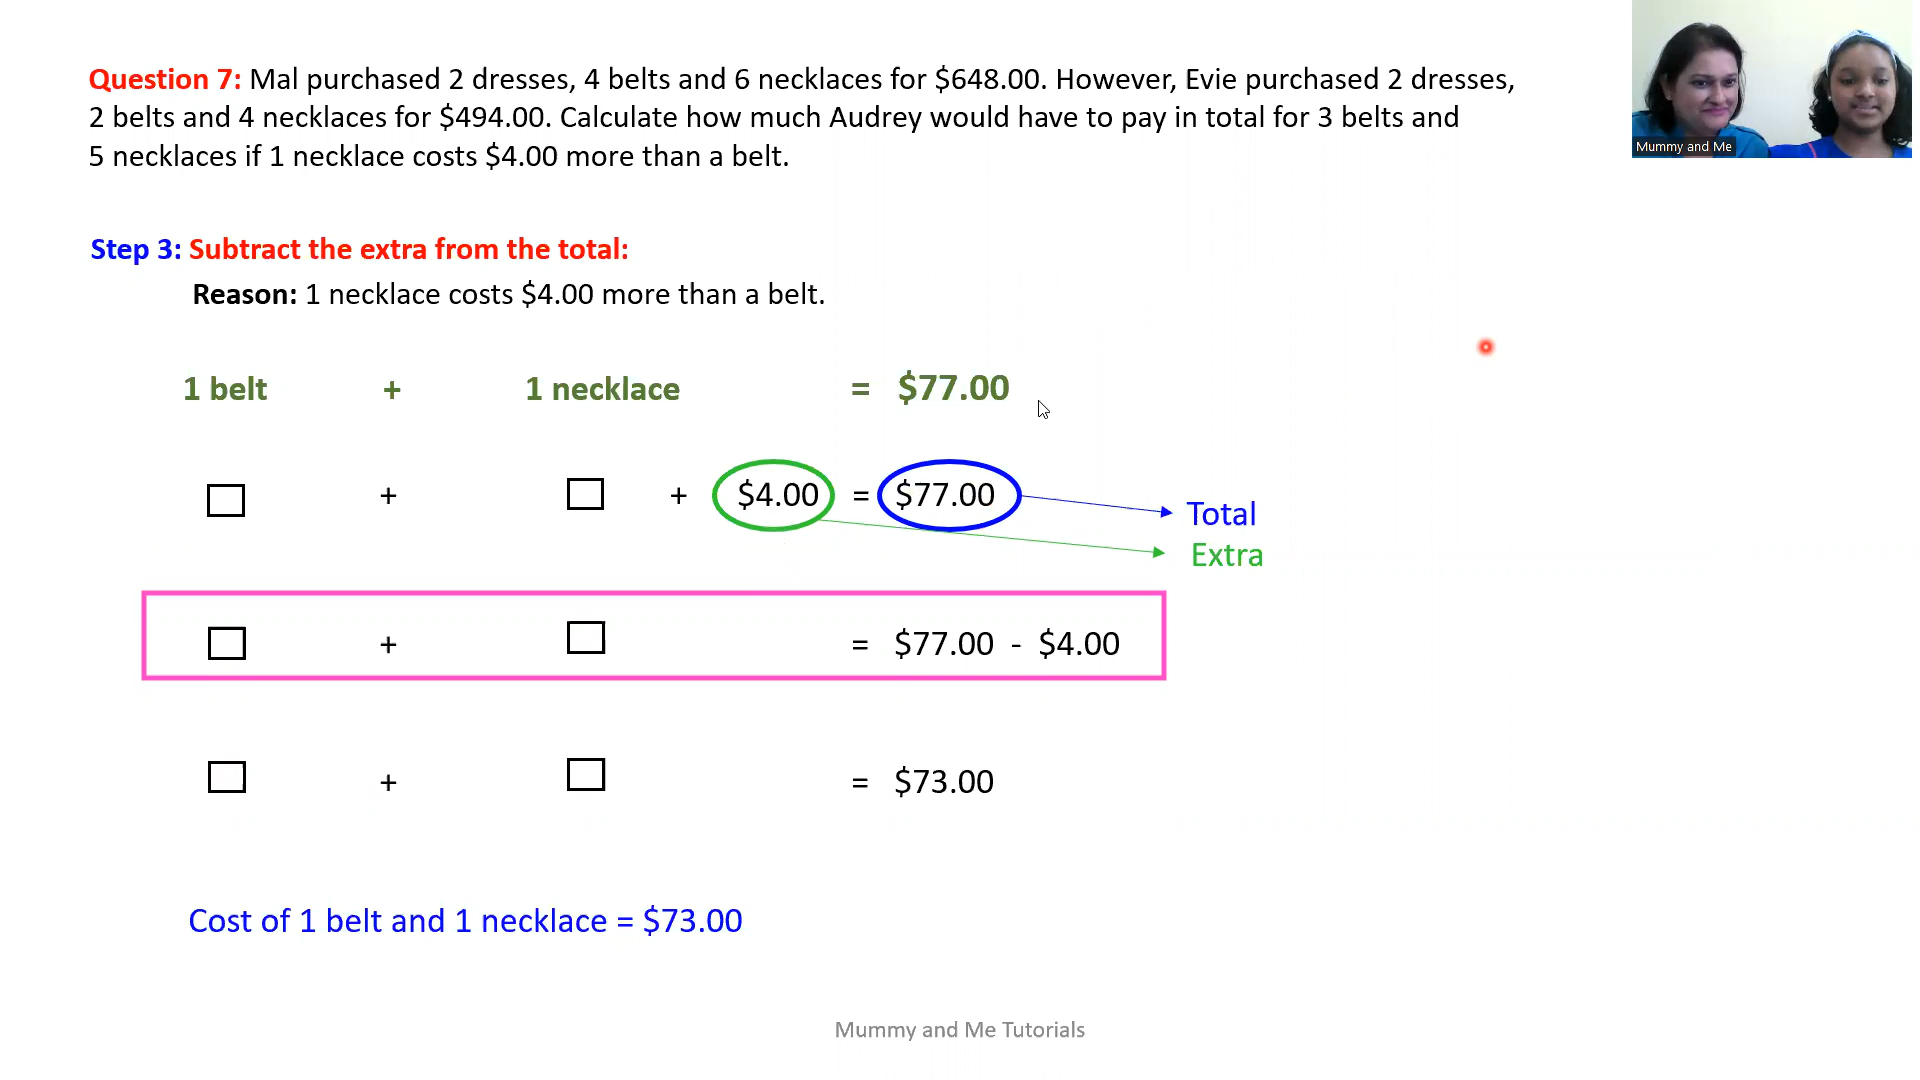 Question 7: Mal purchased 2 dresses, 4 belts and 6 necklaces for $648.00. However, Evie purchased 2 dresses,
2 belts and 4 necklaces for $494.00. Calculate how much Audrey would have to pay in total for 3 belts and
5 necklaces if 1 necklace costs $4.00 more than a belt.
Mummy and Me
Step 3: Subtract the extra from the total:
Reason: 1 necklace costs $4.00 more than a belt.
1 belt + 1 necklace = $77.00
+ + $4.00 = $77.00
Total
Extra
+ = $77.00 - $4.00
+ = $73.00
Cost of 1 belt and 1 necklace = $73.00
Mummy and Me Tutorials